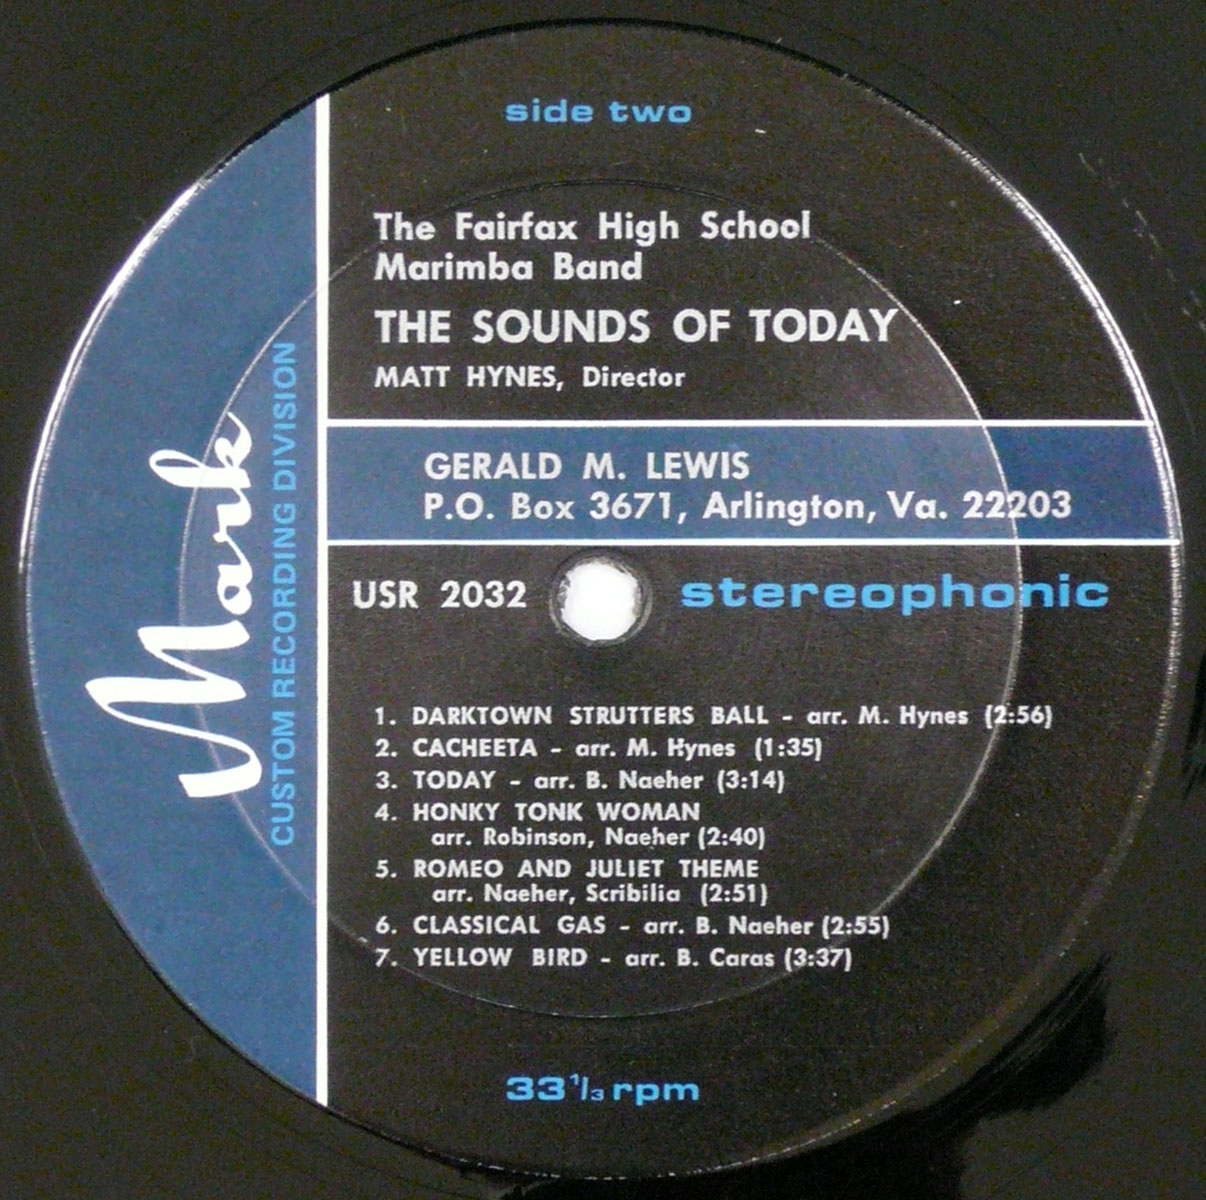 side two
The Fairfax High School
Marimba Band
THE SOUNDS OF TODAY
MATT HYNES, Director
GERALD M. LEWIS
P.O. Box 3671, Arlington, Va. 22203
USR 2032
stereophonic
1. DARKTOWN STRUTTERS BALL - arr. M. Hynes (2:56)
2. CACHEETA - arr. M. Hynes (1:35)
3. TODAY - arr. B. Naeher (3:14)
4. HONKY TONK WOMAN
arr. Robinson, Naeher (2:40)
5. ROMEO AND JULIET THEME
arr. Naeher, Scribilia (2:51)
6. CLASSICAL GAS - arr. B. Naeher (2:55)
7. YELLOW BIRD - arr. B. Caras (3:37)
33 1/3 rpm
Mark
CUSTOM RECORDING DIVISION